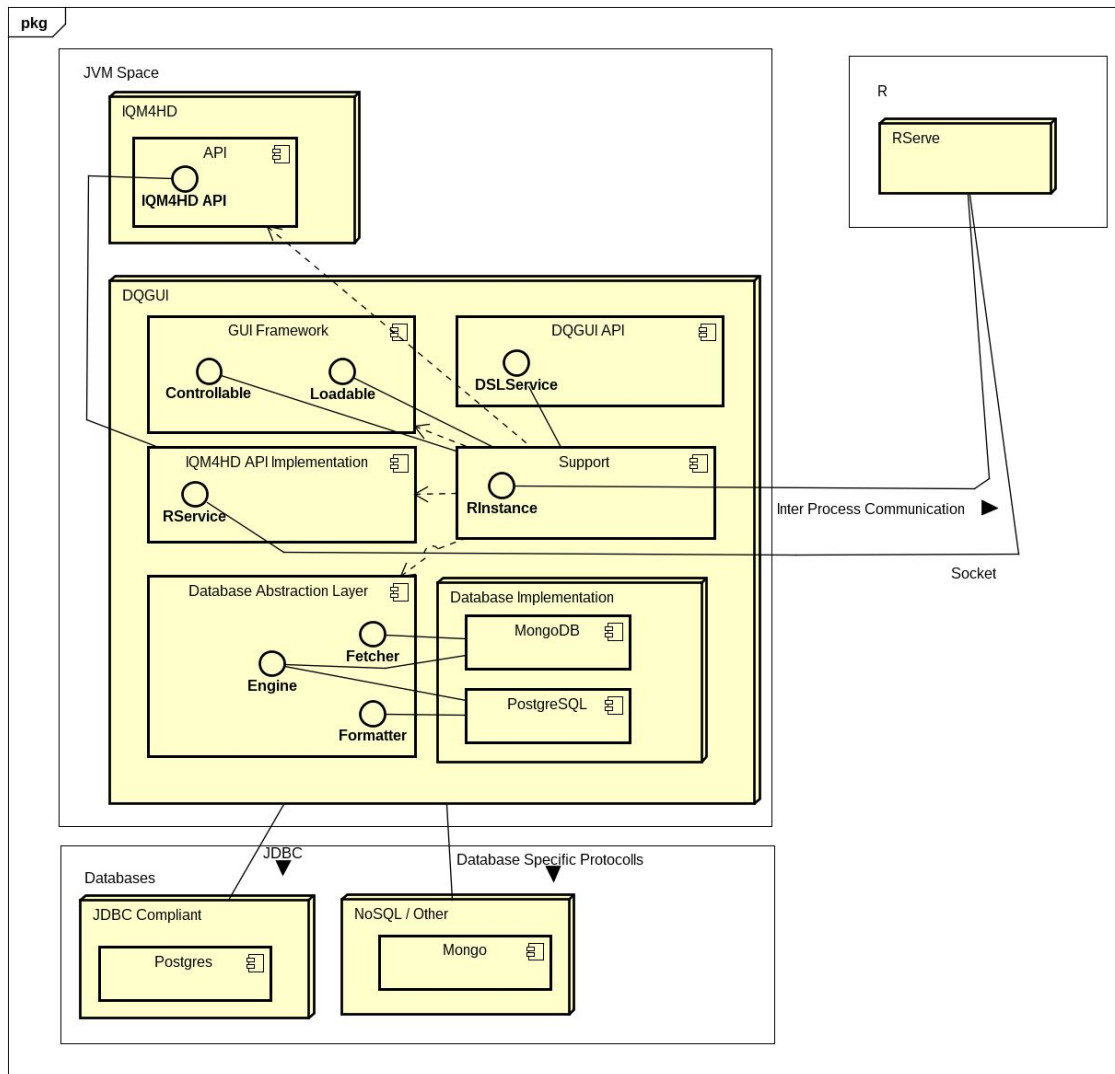 pkg
JVM Space
IQM4HD
API
IQM4HD API
R
RServe
DQGUI
GUI Framework
Controllable
Loadable
DQGUI API
DSLService
IQM4HD API Implementation
RService
Support
RInstance
Inter Process Communication
Socket
Database Abstraction Layer
Fetcher
Engine
Formatter
Database Implementation
MongoDB
PostgreSQL
JDBC
Database Specific Protocolls
Databases
JDBC Compliant
Postgres
NoSQL / Other
Mongo